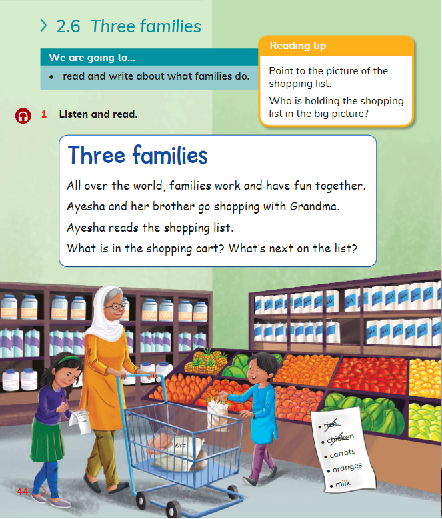 > 2.6 Three families
We are going to...
• read and write about what families do.
Reading tip
Point to the picture of the
shopping list.
Who is holding the shopping
list in the big picture?
1 Listen and read.
Three families
All over the world, families work and have fun together.
Ayesha and her brother go shopping with Grandma.
Ayesha reads the shopping list.
What is in the shopping cart? What's next on the list?
• chicken
• carrots
• oranges
• milk
44